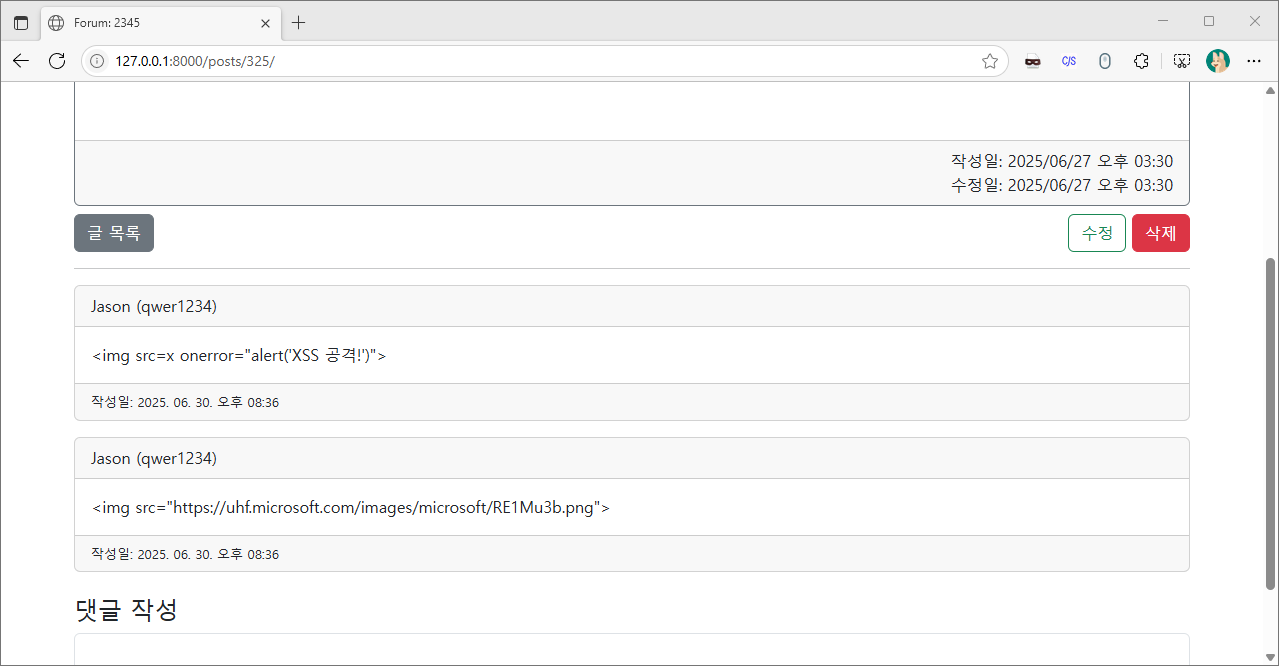 Forum: 2345
127.0.0.1:8000/posts/325/
C/S
작성일: 2025/06/27 오후 03:30
수정일: 2025/06/27 오후 03:30
글 목록
수정
삭제
Jason (qwer1234)
<img src=x onerror="alert('XSS 공격!')">
작성일: 2025. 06. 30. 오후 08:36
Jason (qwer1234)
<img src="https://uhf.microsoft.com/images/microsoft/RE1Mu3b.png">
작성일: 2025. 06. 30. 오후 08:36
댓글 작성